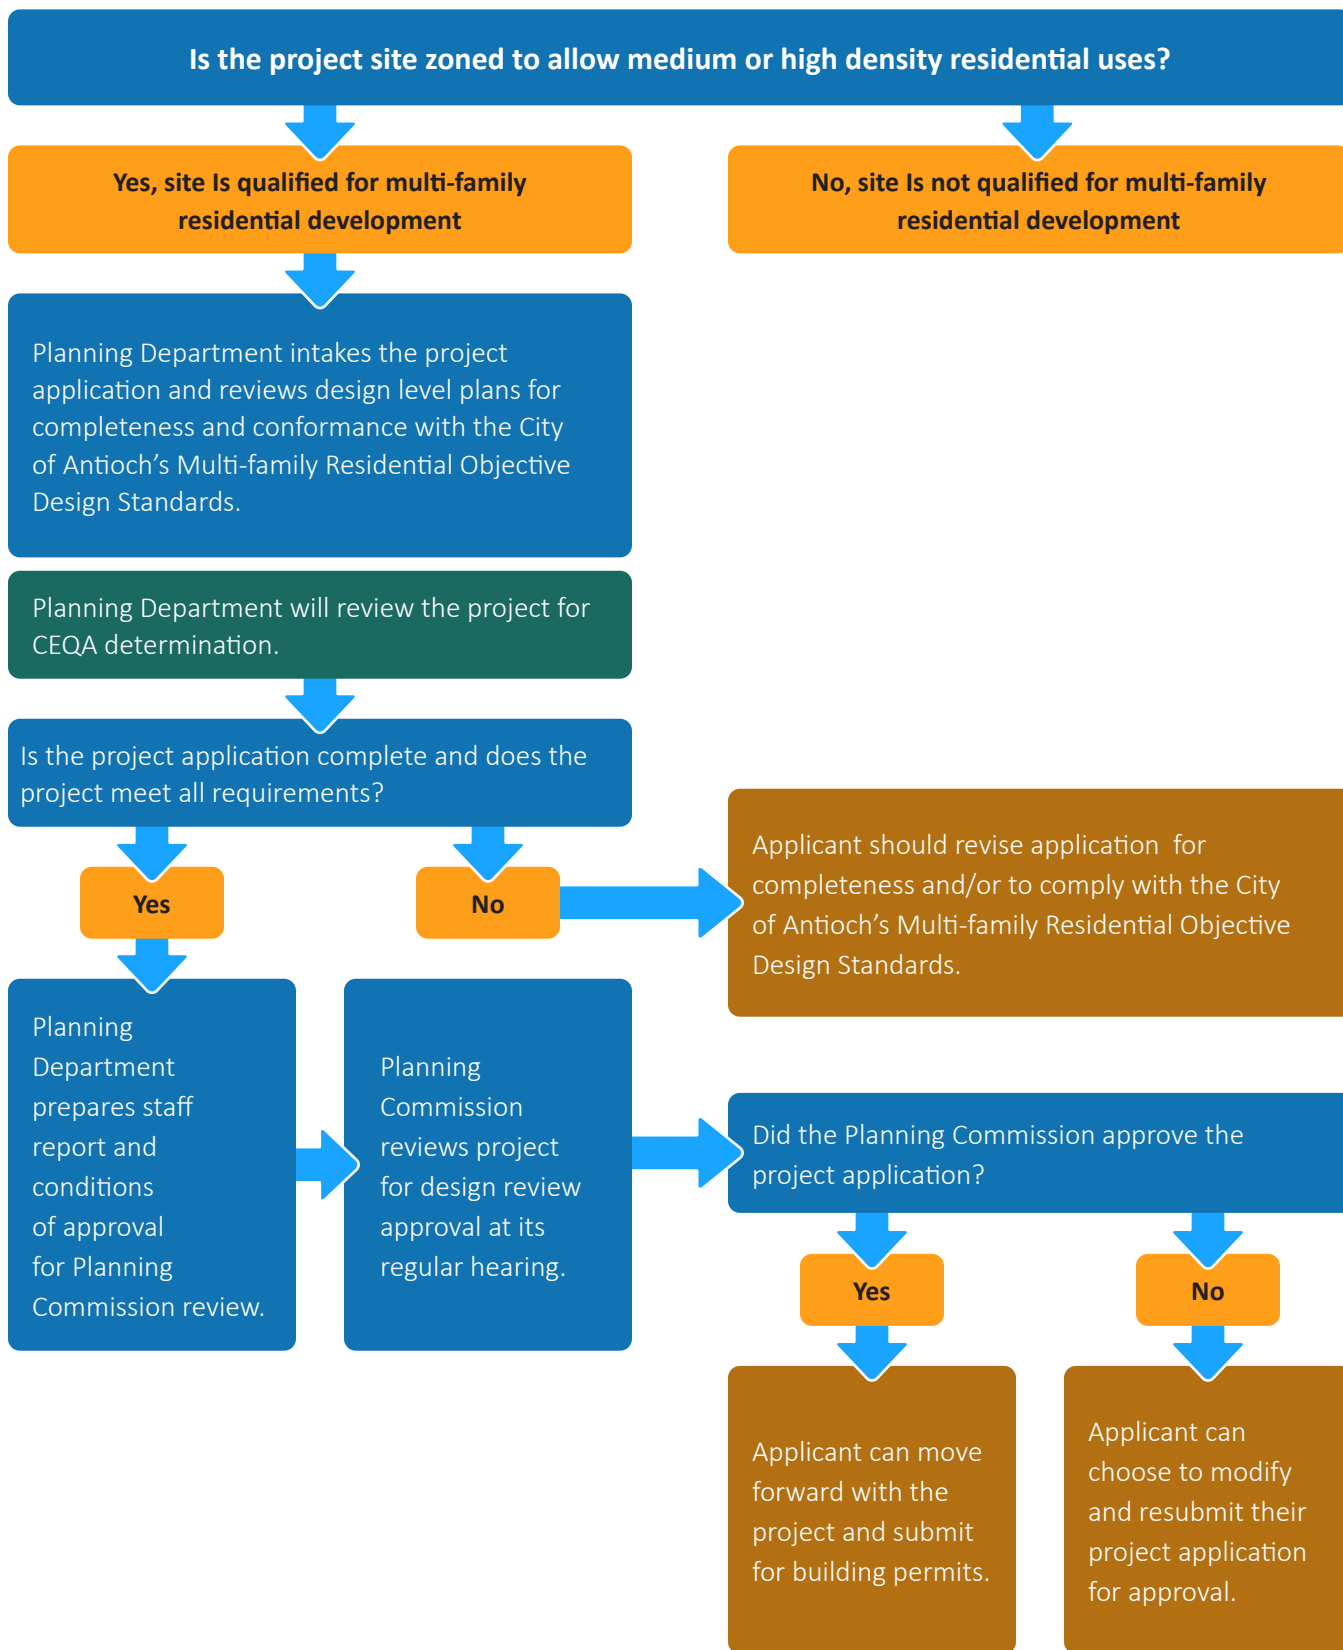 Is the project site zoned to allow medium or high density residential uses?
Yes, site Is qualified for multi-family
residential development
No, site Is not qualified for multi-family
residential development
Planning Department intakes the project
application and reviews design level plans for
completeness and conformance with the City
of Antioch’s Multi-family Residential Objective
Design Standards.
Planning Department will review the project for
CEQA determination.
Is the project application complete and does the
project meet all requirements?
Yes
No
Applicant should revise application for
completeness and/or to comply with the City
of Antioch’s Multi-family Residential Objective
Design Standards.
Planning
Department
prepares staff
report and
conditions
of approval
for Planning
Commission review.
Planning
Commission
reviews project
for design review
approval at its
regular hearing.
Did the Planning Commission approve the
project application?
Yes
No
Applicant can move
forward with the
project and submit
for building permits.
Applicant can
choose to modify
and resubmit their
project application
for approval.